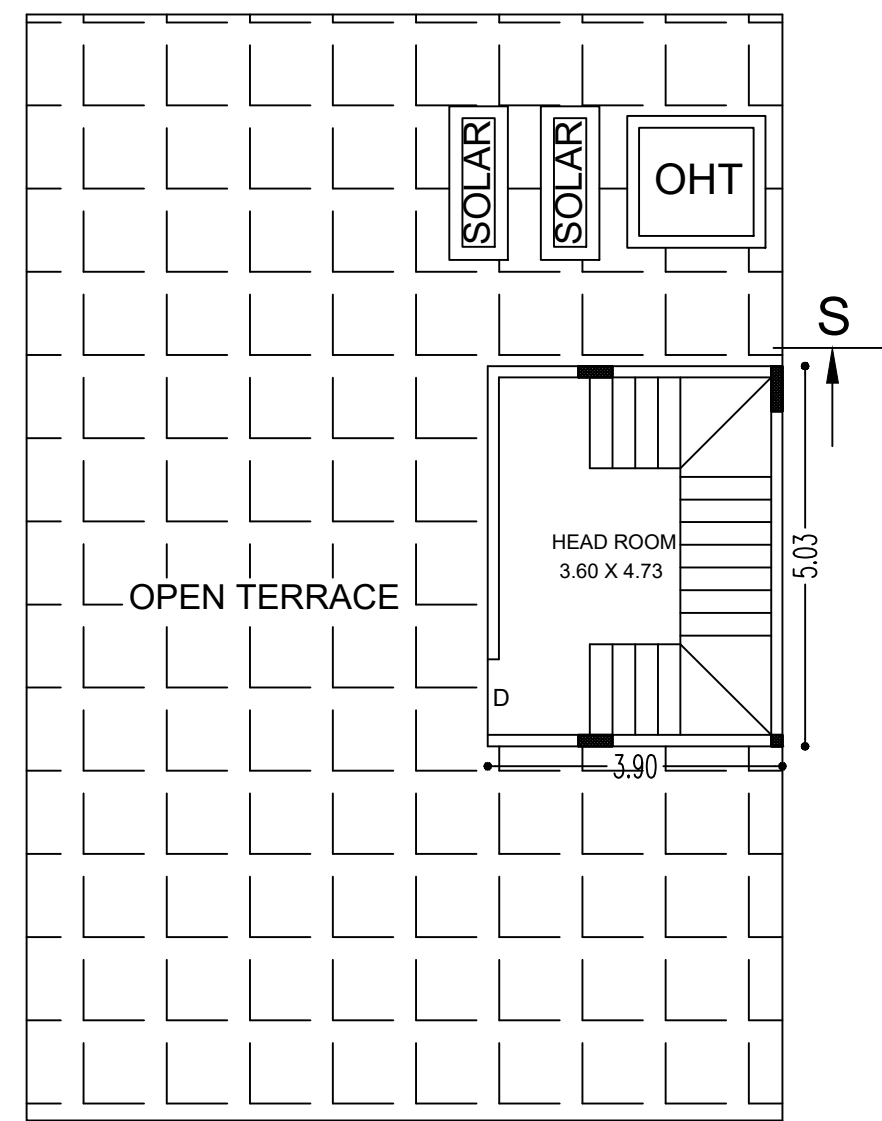 SOLAR
SOLAR
OHT
S
HEAD ROOM
3.60 X 4.73
5.03
OPEN TERRACE
D
3.90